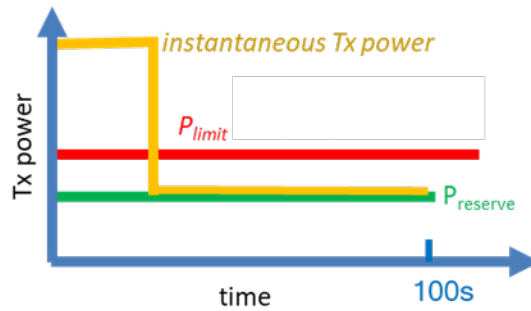 instantaneous Tx power
Plimit
Tx power
Preserve
time
100s